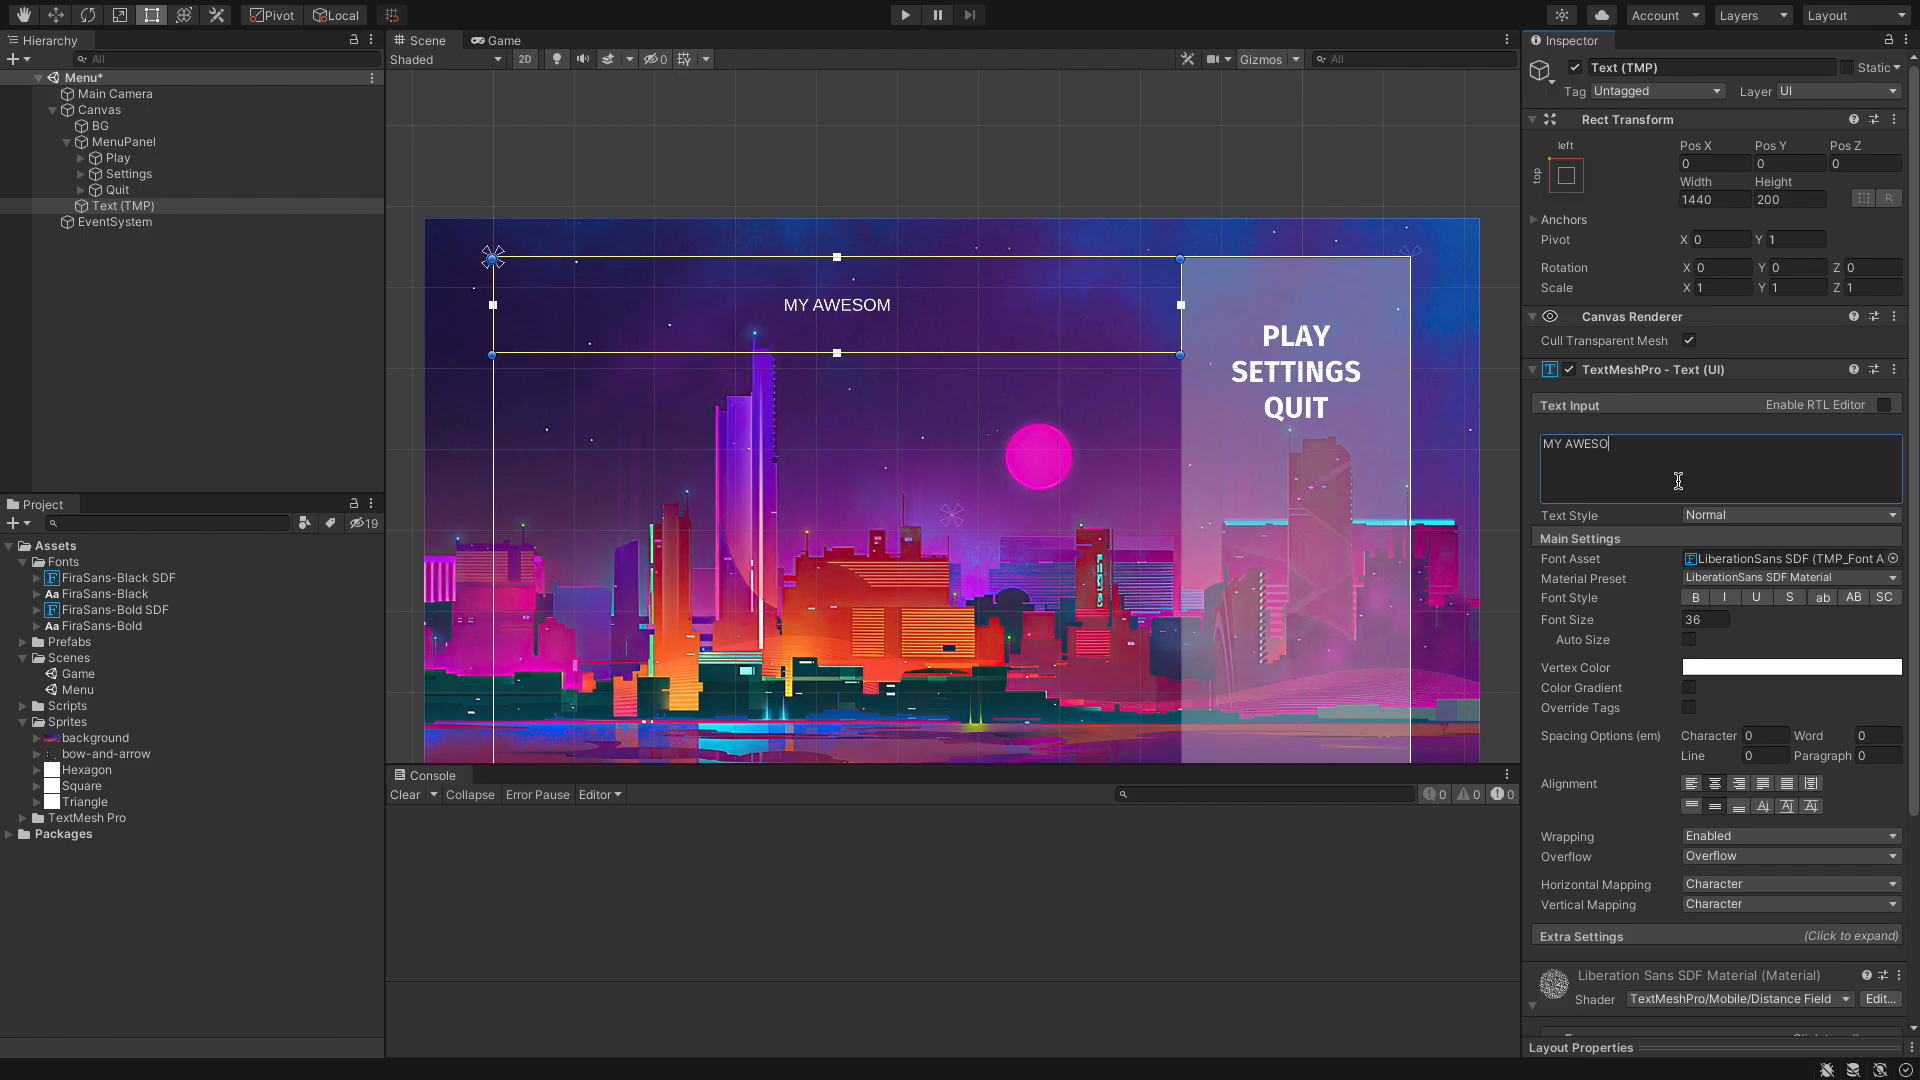 Pivot
Local
Account
Layers
Layout
Hierarchy
All
Menu*
Main Camera
Canvas
BG
MenuPanel
Play
Settings
Quit
Text (TMP)
EventSystem
Project
19
Assets
Fonts
FiraSans-Black SDF
Aa FiraSans-Black
FiraSans-Bold SDF
Aa FiraSans-Bold
Prefabs
Scenes
Game
Menu
Scripts
Sprites
background
bow-and-arrow
Hexagon
Square
Triangle
TextMesh Pro
Packages
Scene
Game
Shaded
2D
0
Gizmos
All
MY AWESOM
PLAY
SETTINGS
QUIT
Console
Clear
Collapse
Error Pause
Editor
0
0
0
Inspector
Text (TMP)
Static
Tag Untagged
Layer UI
Rect Transform
left
top
Pos X Pos Y Pos Z
0 0 0
Width Height
1440 200
R
Anchors
Pivot X 0 Y 1
Rotation X 0 Y 0 Z 0
Scale X 1 Y 1 Z 1
Canvas Renderer
Cull Transparent Mesh
TextMeshPro - Text (UI)
Text Input
Enable RTL Editor
MY AWESO
Text Style Normal
Main Settings
Font Asset LiberationSans SDF (TMP_Font A
Material Preset LiberationSans SDF Material
Font Style B I U S ab AB SC
Font Size 36
Auto Size
Vertex Color
Color Gradient
Override Tags
Spacing Options (em) Character 0 Word 0
Line 0 Paragraph 0
Alignment
Wrapping Enabled
Overflow Overflow
Horizontal Mapping Character
Vertical Mapping Character
Extra Settings (Click to expand)
Liberation Sans SDF Material (Material)
Shader TextMeshPro/Mobile/Distance Field Edit...
Layout Properties